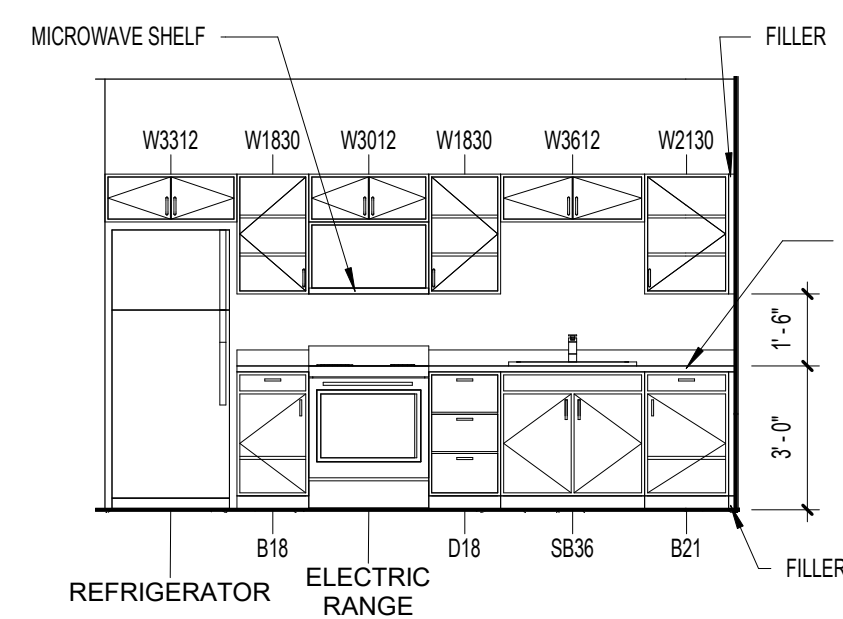 MICROWAVE SHELF
FILLER
W3312
W1830
W3012
W1830
W3612
W2130
1' - 6"
3' - 0"
B18
D18
SB36
B21
FILLER
REFRIGERATOR
ELECTRIC
RANGE